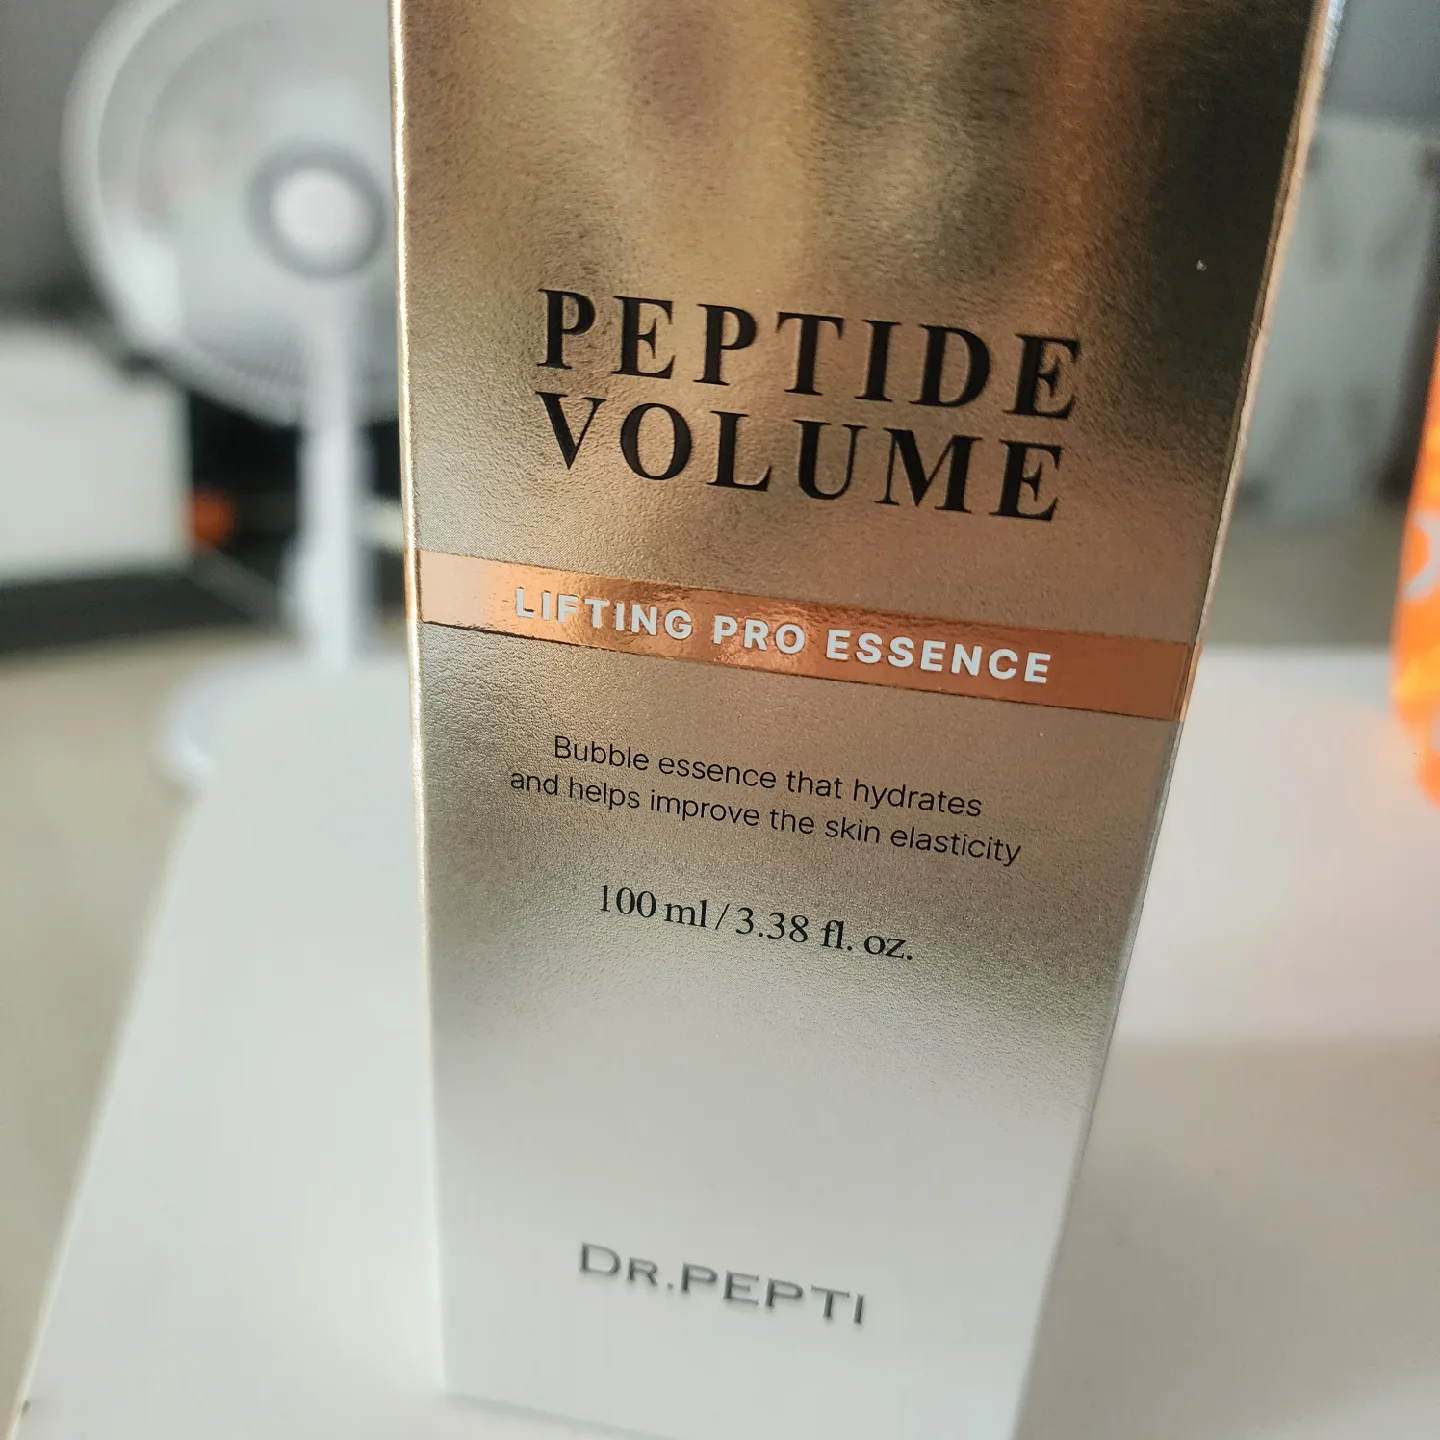 PEPTIDE
VOLUME
LIFTING PRO ESSENCE
Bubble essence that hydrates
and helps improve the skin elasticity
100 ml / 3.38 fl. oz.
DR.PEPTI